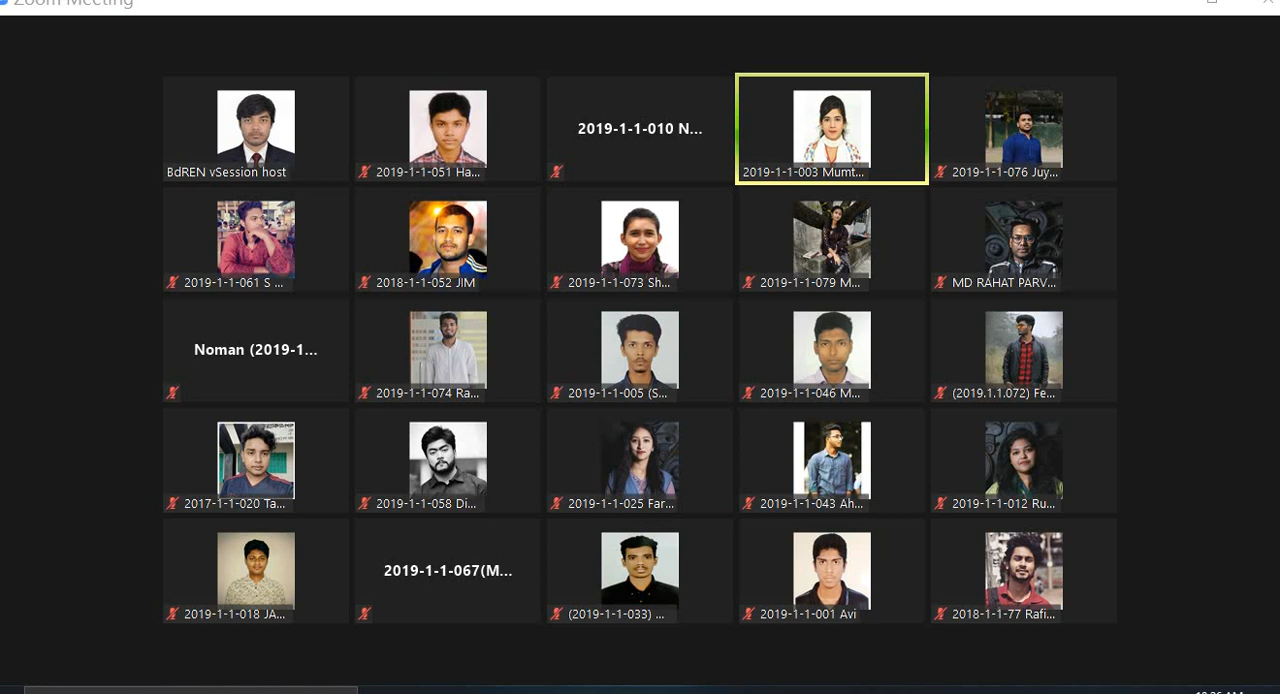 Zoom Meeting
BdREN vSession host
2019-1-1-051 Ha...
2019-1-1-010 N...
2019-1-1-003 Mumt...
2019-1-1-076 Juy...
2019-1-1-061 S ...
2018-1-1-052 JIM
2019-1-1-073 Sh...
2019-1-1-079 M...
MD RAHAT PARV...
Noman (2019-1...
2019-1-1-074 Ra...
2019-1-1-005 (S...
2019-1-1-046 M...
(2019.1.1.072) Fe...
2017-1-1-020 Ta...
2019-1-1-058 Di...
2019-1-1-025 Far...
2019-1-1-043 Ah...
2019-1-1-012 Ru...
2019-1-1-018 JA...
2019-1-1-067(M...
(2019-1-1-033) ...
2019-1-1-001 Avi
2018-1-1-77 Rafi...